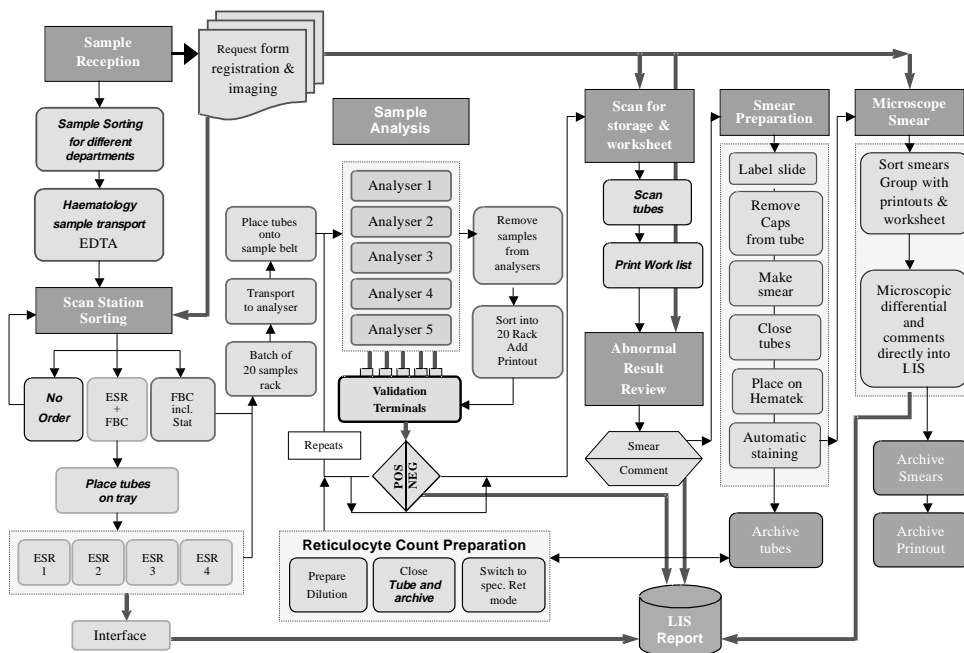 Sample
Reception
Request form
registration &
imaging
Sample Sorting
for different
departments
Haematology
sample transport
EDTA
Scan Station
Sorting
No
Order
ESR
+
FBC
FBC
incl.
Stat
Place tubes
on tray
ESR
1
ESR
2
ESR
3
ESR
4
Interface
Place tubes
onto
sample belt
Transport
to analyser
Batch of
20 samples
rack
Sample
Analysis
Analyser 1
Analyser 2
Analyser 3
Analyser 4
Analyser 5
Remove
samples
from
analysers
Sort into
20 Rack
Add
Printout
Validation
Terminals
Repeats
POS
NEG
Reticulocyte Count Preparation
Prepare
Dilution
Close
Tube and
archive
Switch to
spec. Ret
mode
Scan for
storage &
worksheet
Scan
tubes
Print Work list
Abnormal
Result
Review
Smear
Comment
LIS
Report
Smear
Preparation
Label slide
Remove
Caps
from tube
Make
smear
Close
tubes
Place on
Hematek
Automatic
staining
Archive
tubes
Microscope
Smear
Sort smears
Group with
printouts &
worksheet
Microscopic
differential
and
comments
directly into
LIS
Archive
Smears
Archive
Printout